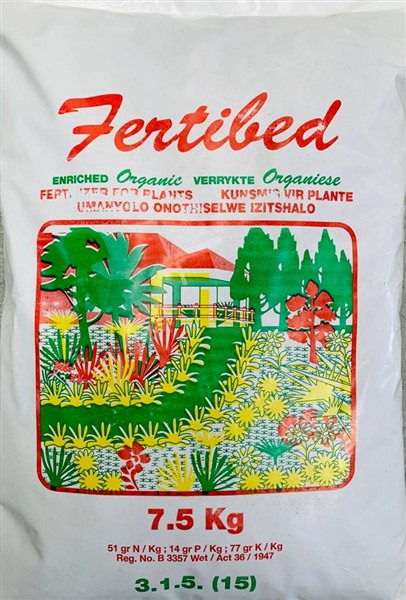 Fertibed
ENRICHED Organic VERRYKTE Organiese
FERT. IZER FOR PLANTS KUNSMIS VIR PLANTE
UMANYOLO ONOTHISELWE IZITSHALO
7.5 Kg
51 gr N / Kg ; 14 gr P / Kg ; 77 gr K / Kg
Reg. No. B 3357 Wet / Act 36 / 1947
3.1.5. (15)